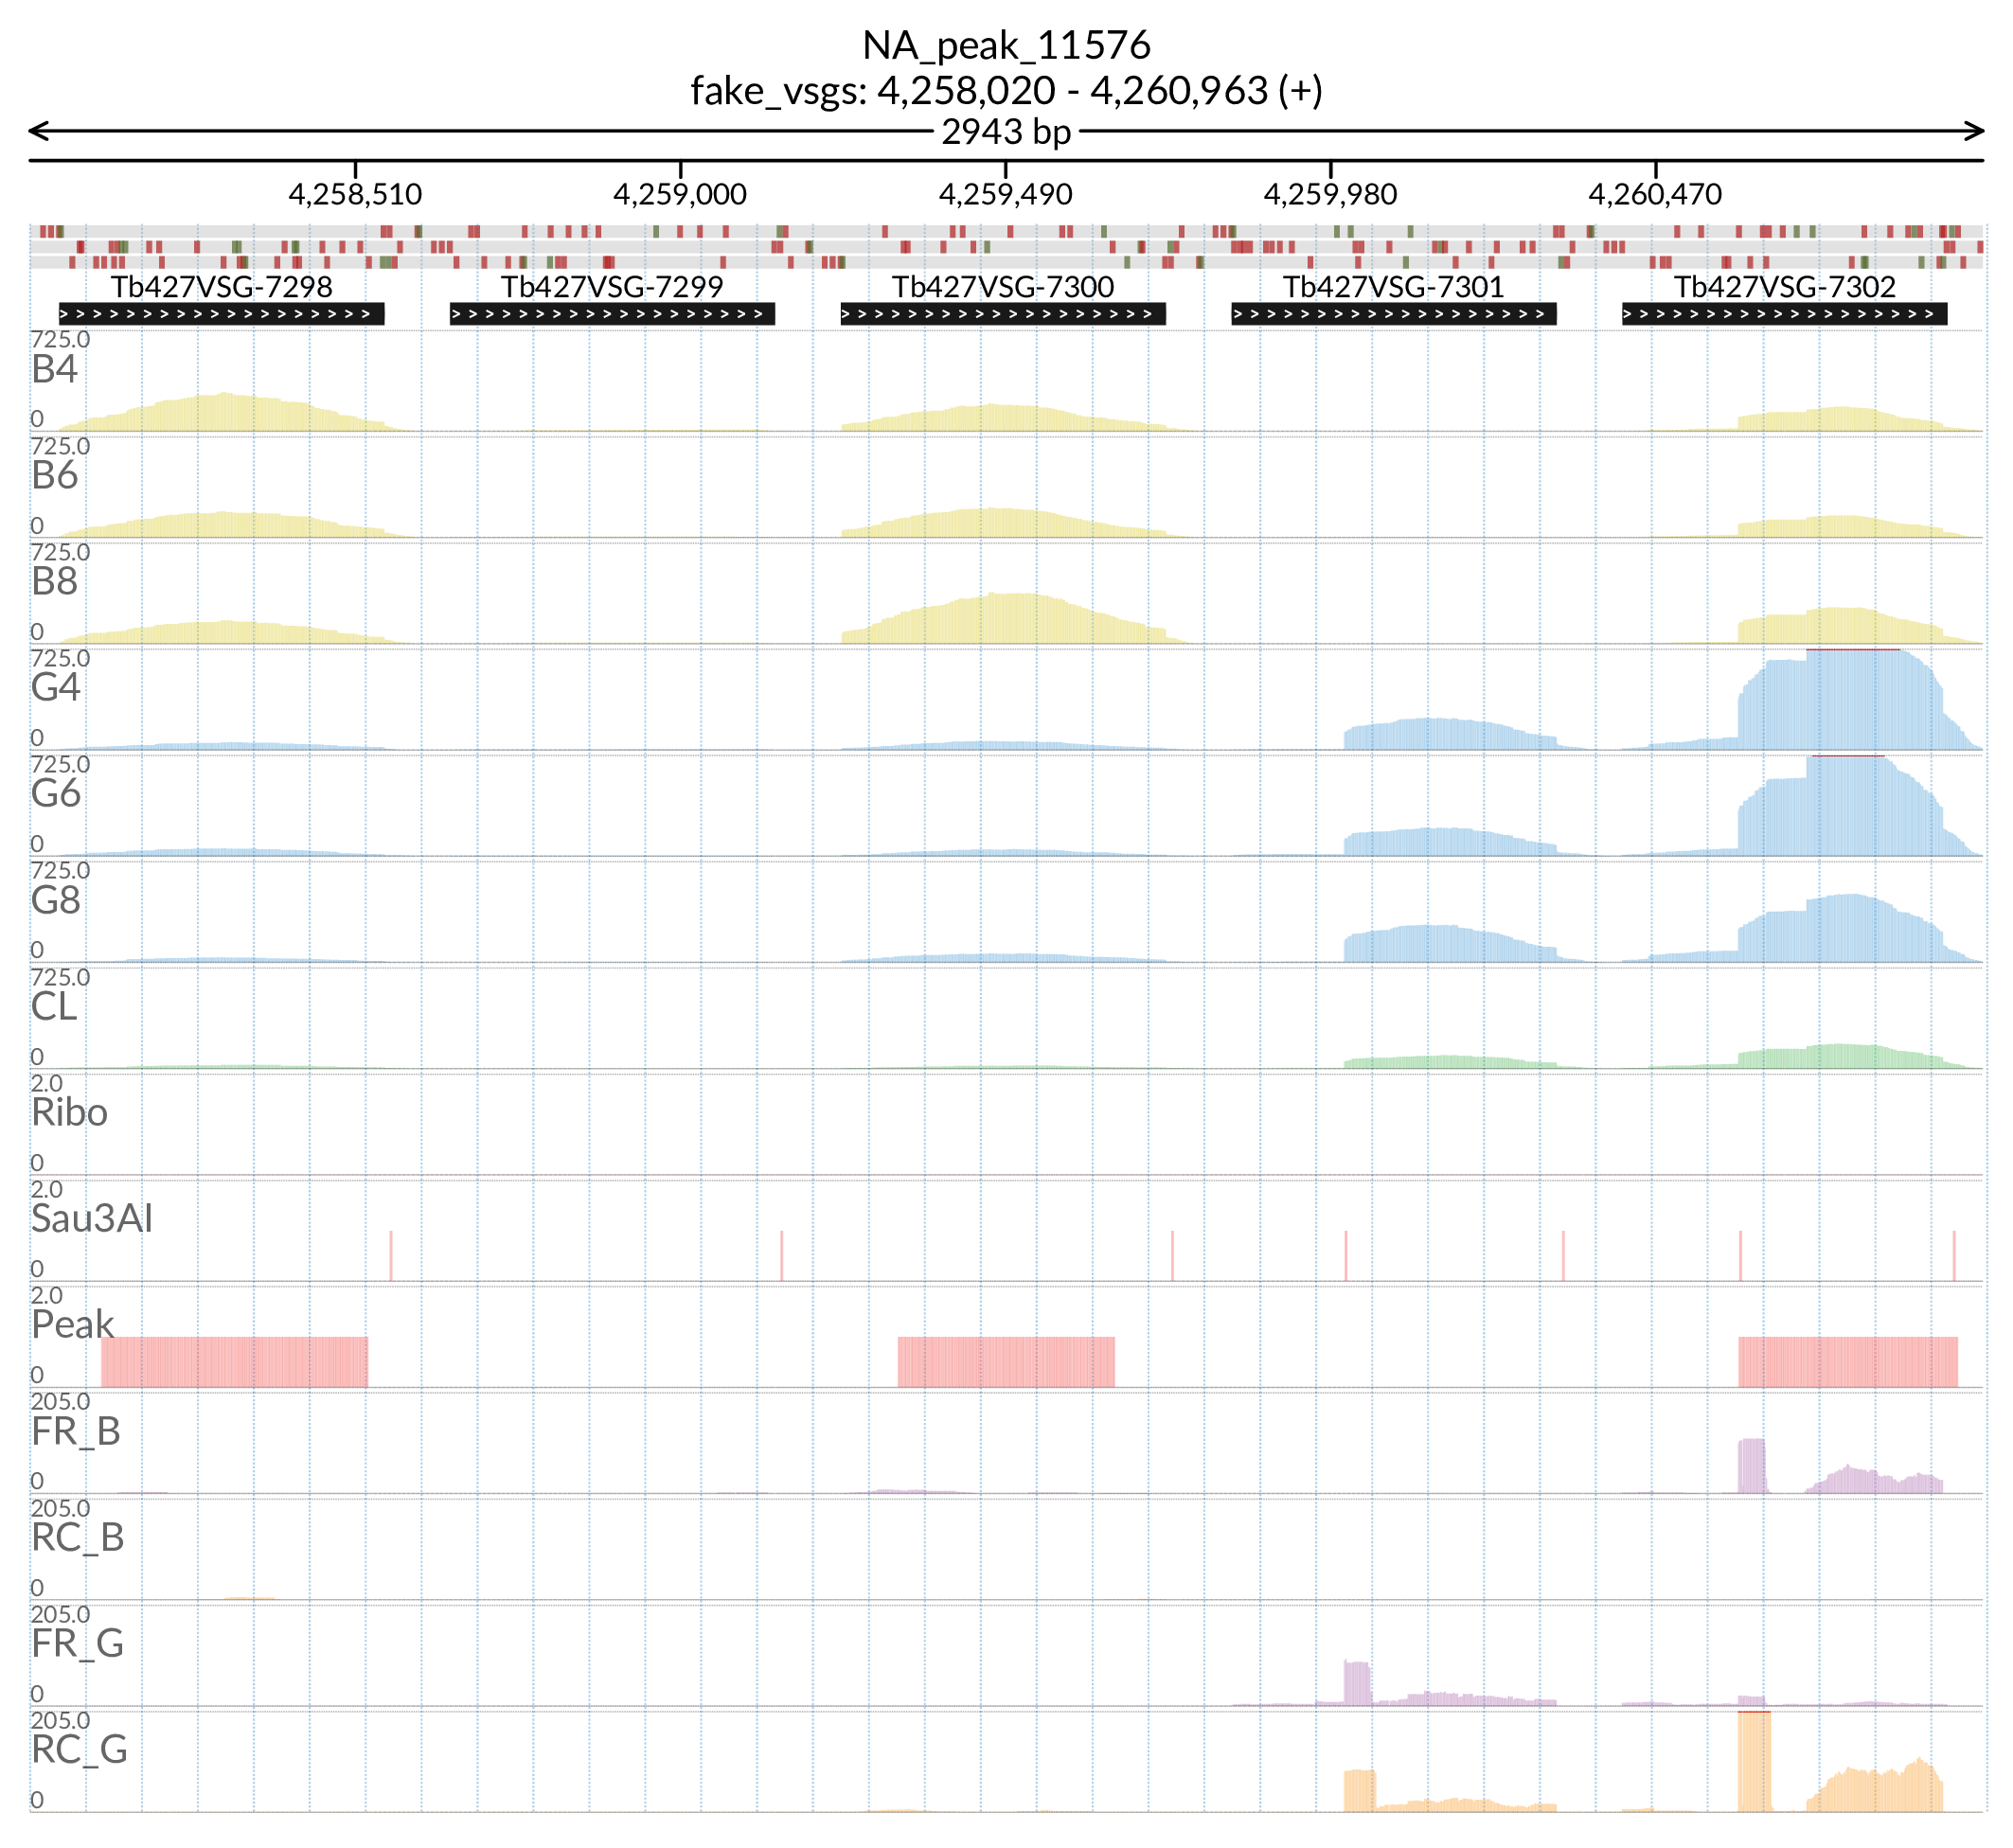 NA_peak_11576
fake_vsgs: 4,258,020 - 4,260,963 (+)
2943 bp
4,258,510 4,259,000 4,259,490 4,259,980 4,260,470
Tb427VSG-7298 Tb427VSG-7299 Tb427VSG-7300 Tb427VSG-7301 Tb427VSG-7302
725.0
B4
0
725.0
B6
0
725.0
B8
0
725.0
G4
0
725.0
G6
0
725.0
G8
0
725.0
CL
0
2.0
Ribo
0
2.0
Sau3AI
0
2.0
Peak
0
205.0
FR_B
0
205.0
RC_B
0
205.0
FR_G
0
205.0
RC_G
0